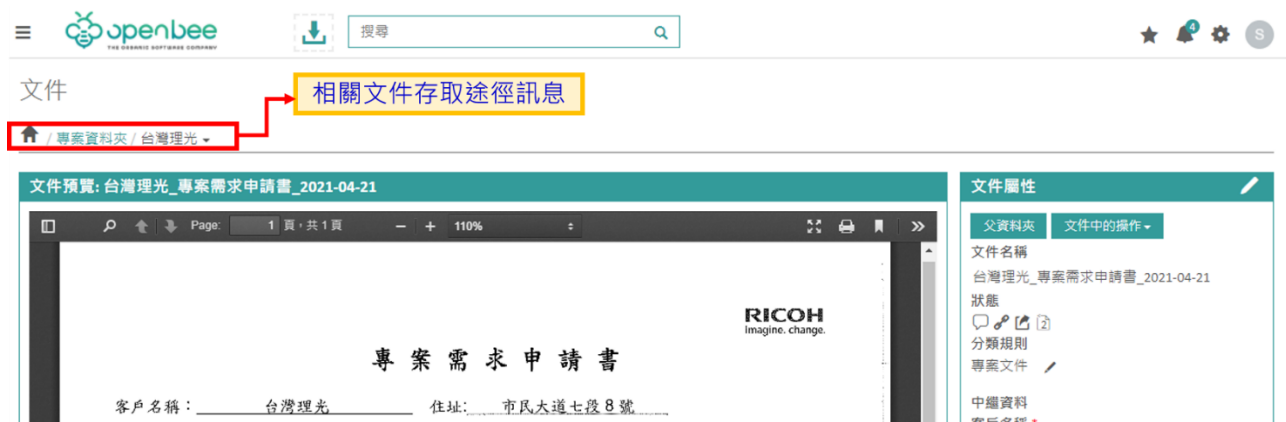 openbee
THE ORGANIC SOFTWARE COMPANY
搜尋
4
S
文件
相關文件存取途徑訊息
/ 專案資料夾 / 台灣理光
文件預覽: 台灣理光_專案需求申請書_2021-04-21
Page: 1 頁，共 1 頁
110%
RICOH
Imagine. change.
專案需求申請書
客戶名稱： 台灣理光 住址: 市民大道七段 8 號
文件屬性
父資料夾 文件中的操作
文件名稱
台灣理光_專案需求申請書_2021-04-21
狀態
2
分類規則
專案文件
中繼資料
客戶名稱 *